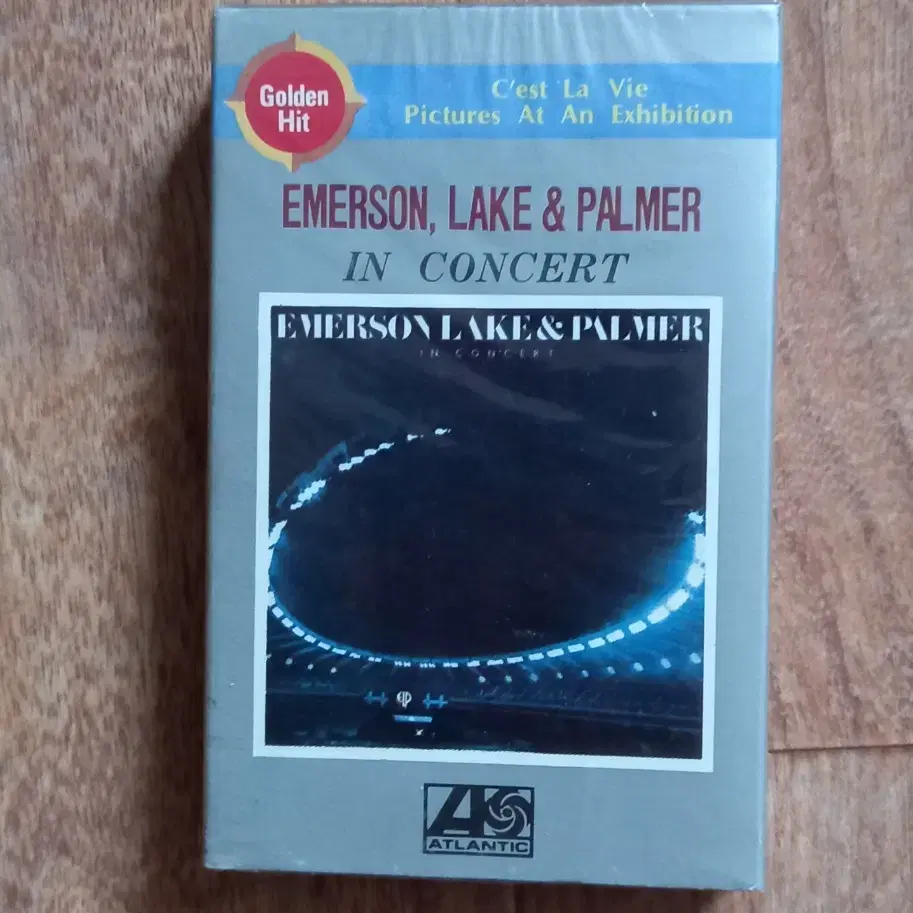 Golden
Hit
C'est La Vie
Pictures At An Exhibition
EMERSON, LAKE & PALMER
IN CONCERT
EMERSON LAKE & PALMER
IN CONCERT
ELP
ATLANTIC